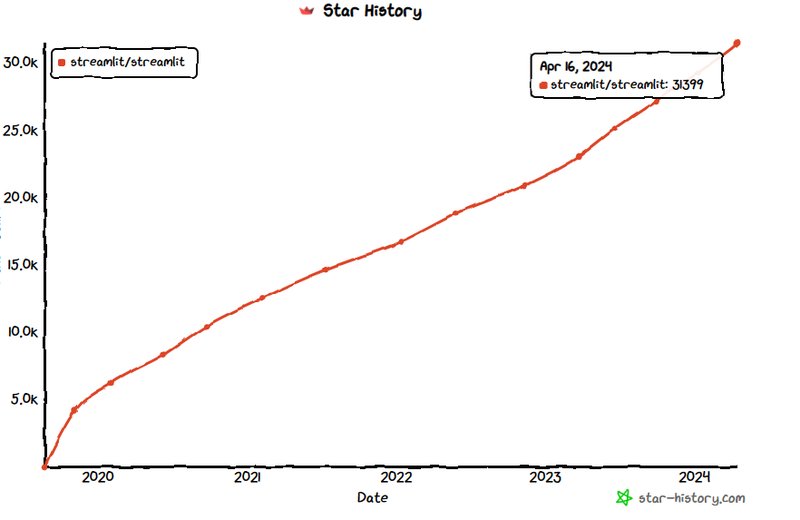 Star History
streamlit/streamlit
Apr 16, 2024
streamlit/streamlit: 31399
30.0k
25.0k
20.0k
15.0k
10.0k
5.0k
2020
2021
2022
2023
2024
Date
star-history.com